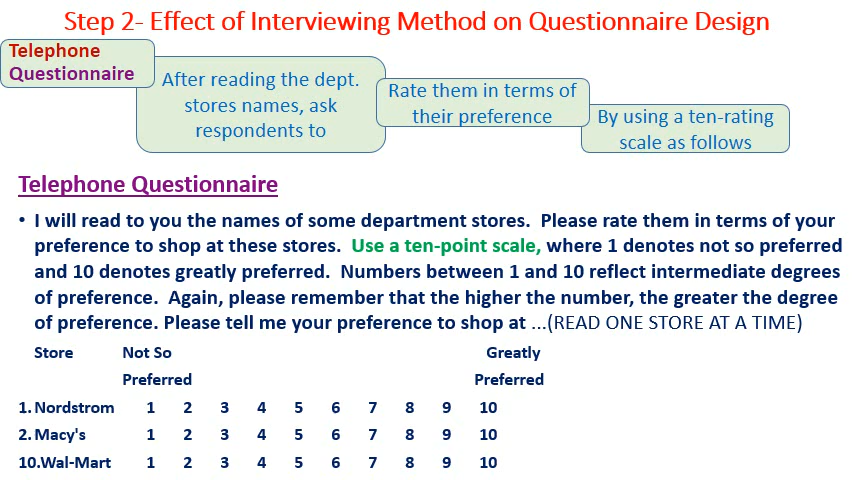 Step 2- Effect of Interviewing Method on Questionnaire Design
Telephone
Questionnaire
After reading the dept.
stores names, ask
respondents to
Rate them in terms of
their preference
By using a ten-rating
scale as follows
Telephone Questionnaire
• I will read to you the names of some department stores. Please rate them in terms of your
preference to shop at these stores. Use a ten-point scale, where 1 denotes not so preferred
and 10 denotes greatly preferred. Numbers between 1 and 10 reflect intermediate degrees
of preference. Again, please remember that the higher the number, the greater the degree
of preference. Please tell me your preference to shop at ...(READ ONE STORE AT A TIME)
Store Not So Greatly
Preferred Preferred
1. Nordstrom 1 2 3 4 5 6 7 8 9 10
2. Macy's 1 2 3 4 5 6 7 8 9 10
10.Wal-Mart 1 2 3 4 5 6 7 8 9 10